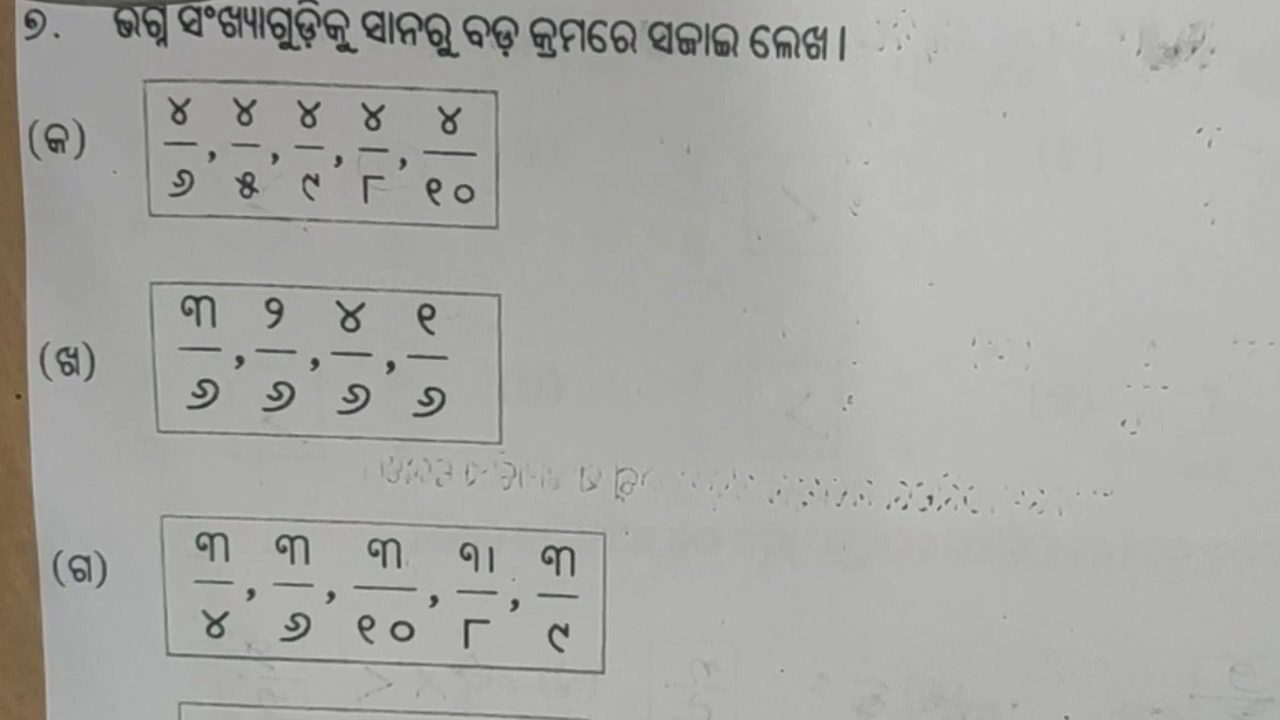 ୭. ଭଗ୍ନ ସଂଖ୍ୟାଗୁଡ଼ିକୁ ସାନରୁ ବଡ଼ କ୍ରମରେ ସଜାଇ ଲେଖ।
(କ) ୪/୬, ୪/୫, ୪/୯, ୪/୮, ୪/୧୦
(ଖ) ୩/୬, ୨/୬, ୪/୬, ୧/୬
(ଗ) ୩/୪, ୩/୬, ୩/୧୦, ୩/୮, ୩/୯